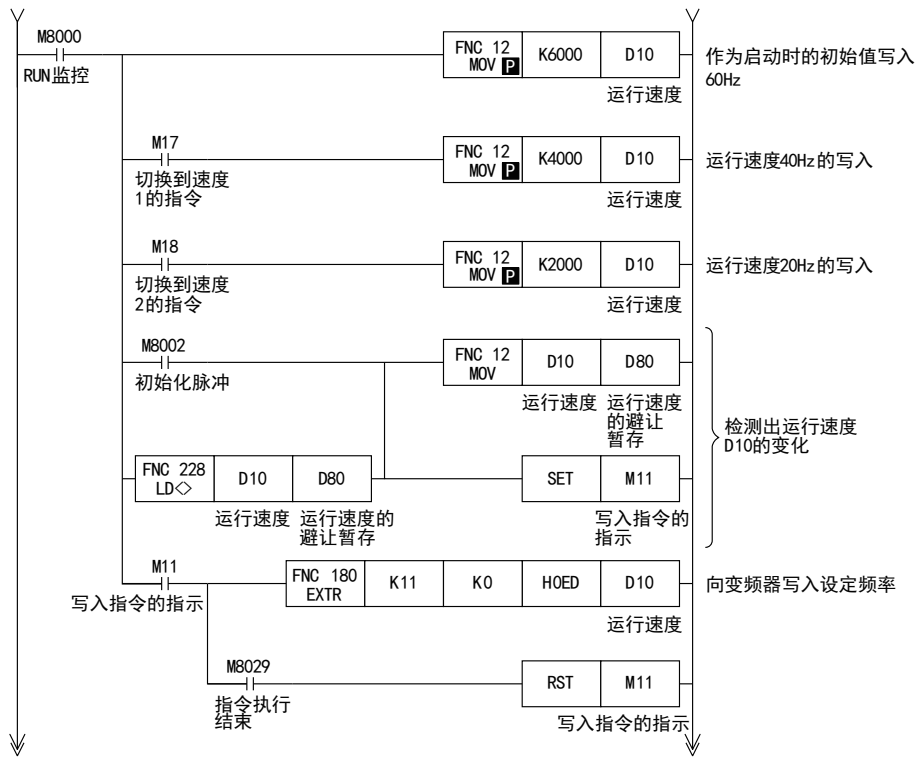 M8000
RUN监控
FNC 12
MOV P
K6000
D10
运行速度
作为启动时的初始值写入
60Hz
M17
切换到速度
1的指令
FNC 12
MOV P
K4000
D10
运行速度
运行速度40Hz的写入
M18
切换到速度
2的指令
FNC 12
MOV P
K2000
D10
运行速度
运行速度20Hz的写入
M8002
初始化脉冲
FNC 12
MOV
D10
D80
运行速度
运行速度
的避让
暂存
检测出运行速度
D10的变化
FNC 228
LD<>
D10
D80
运行速度
运行速度的
避让暂存
SET
M11
写入指令的
指示
M11
写入指令的指示
FNC 180
EXTR
K11
K0
H0ED
D10
运行速度
向变频器写入设定频率
M8029
指令执行
结束
RST
M11
写入指令的指示